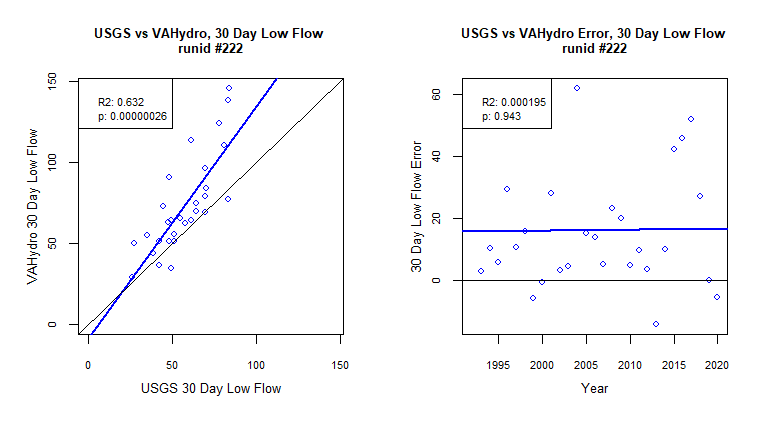 USGS vs VAHydro, 30 Day Low Flow
runid #222
R2: 0.632
p: 0.00000026
VAHydro 30 Day Low Flow
0
50
100
150
0
50
100
150
USGS 30 Day Low Flow
USGS vs VAHydro Error, 30 Day Low Flow
runid #222
R2: 0.000195
p: 0.943
30 Day Low Flow Error
0
20
40
60
1995
2000
2005
2010
2015
2020
Year